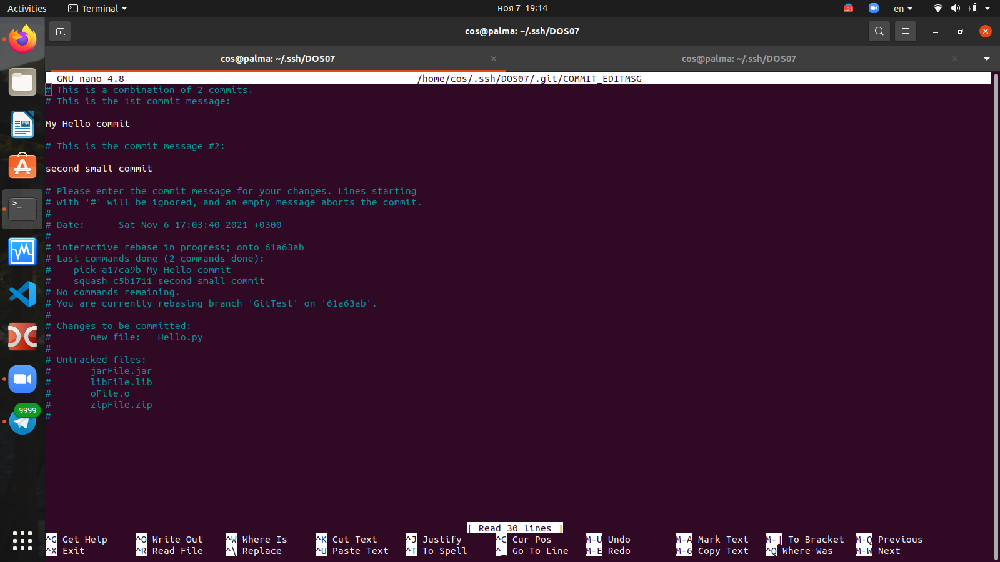 Activities Terminal ноя 7 19:14 21 en
cos@palma: ~/.ssh/DOS07
cos@palma: ~/.ssh/DOS07 cos@palma: ~/.ssh/DOS07
GNU nano 4.8 /home/cos/.ssh/DOS07/.git/COMMIT_EDITMSG
# This is a combination of 2 commits.
# This is the 1st commit message:
My Hello commit
# This is the commit message #2:
second small commit
# Please enter the commit message for your changes. Lines starting
# with '#' will be ignored, and an empty message aborts the commit.
#
# Date:      Sat Nov 6 17:03:40 2021 +0300
#
# interactive rebase in progress; onto 61a63ab
# Last commands done (2 commands done):
#    pick a17ca9b My Hello commit
#    squash c5b1711 second small commit
# No commands remaining.
# You are currently rebasing branch 'GitTest' on '61a63ab'.
#
# Changes to be committed:
#       new file:   Hello.py
#
# Untracked files:
#       jarFile.jar
#       libFile.lib
#       oFile.o
#       zipFile.zip
#
9999
[ Read 30 lines ]
^G Get Help ^O Write Out ^W Where Is ^K Cut Text ^J Justify ^C Cur Pos M-U Undo M-A Mark Text M-] To Bracket M-Q Previous
^X Exit ^R Read File ^\ Replace ^U Paste Text ^T To Spell ^_ Go To Line M-E Redo M-6 Copy Text ^Q Where Was M-W Next